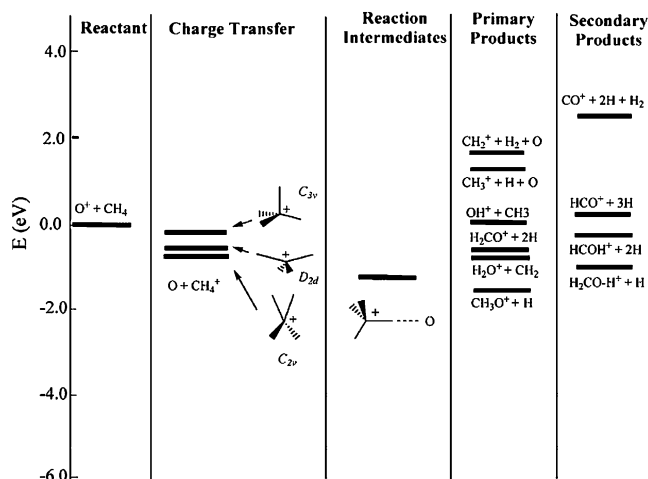 Reactant
Charge Transfer
Reaction
Intermediates
Primary
Products
Secondary
Products
E (eV)
4.0
2.0
0.0
-2.0
-4.0
-6.0
O⁺ + CH₄
C₃ᵥ
D₂d
O + CH₄⁺
C₂ᵥ
O
CH₂⁺ + H₂ + O
CH₃⁺ + H + O
OH⁺ + CH3
H₂CO⁺ + 2H
H₂O⁺ + CH₂
CH₃O⁺ + H
CO⁺ + 2H + H₂
HCO⁺ + 3H
HCOH⁺ + 2H
H₂CO-H⁺ + H